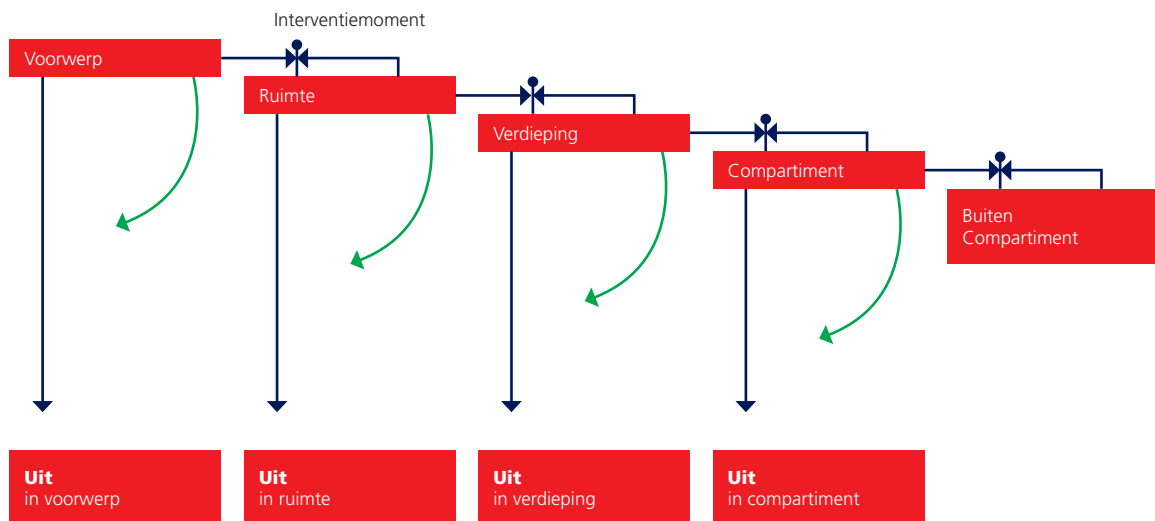 Interventiemoment
Voorwerp
Ruimte
Verdieping
Compartiment
Buiten
Compartiment
Uit
in voorwerp
Uit
in ruimte
Uit
in verdieping
Uit
in compartiment